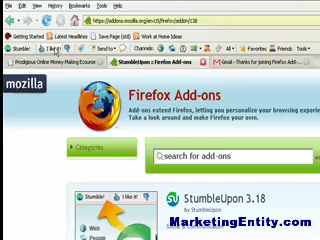 File Edit View History Bookmarks Tools Help
https://addons.mozilla.org/en-US/firefox/addon/138
Getting Started Latest Headlines Save Page (std) Work at Home Ideas
Stumble! I like it! Send to Channel: All Favorites Friends Tools
Prodigious Online Money Making Ecourse StumbleUpon :: Firefox Add-ons Gmail - Thanks for joining Firefox Add-
mozilla
Firefox Add-ons
Add-ons extend Firefox, letting you personalize your browsing experie
Take a look around and make Firefox your own.
Categories
search for add-ons
Stumble! I like it!
StumbleUpon 3.18
by StumbleUpon
Web
People
MarketingEntity.com